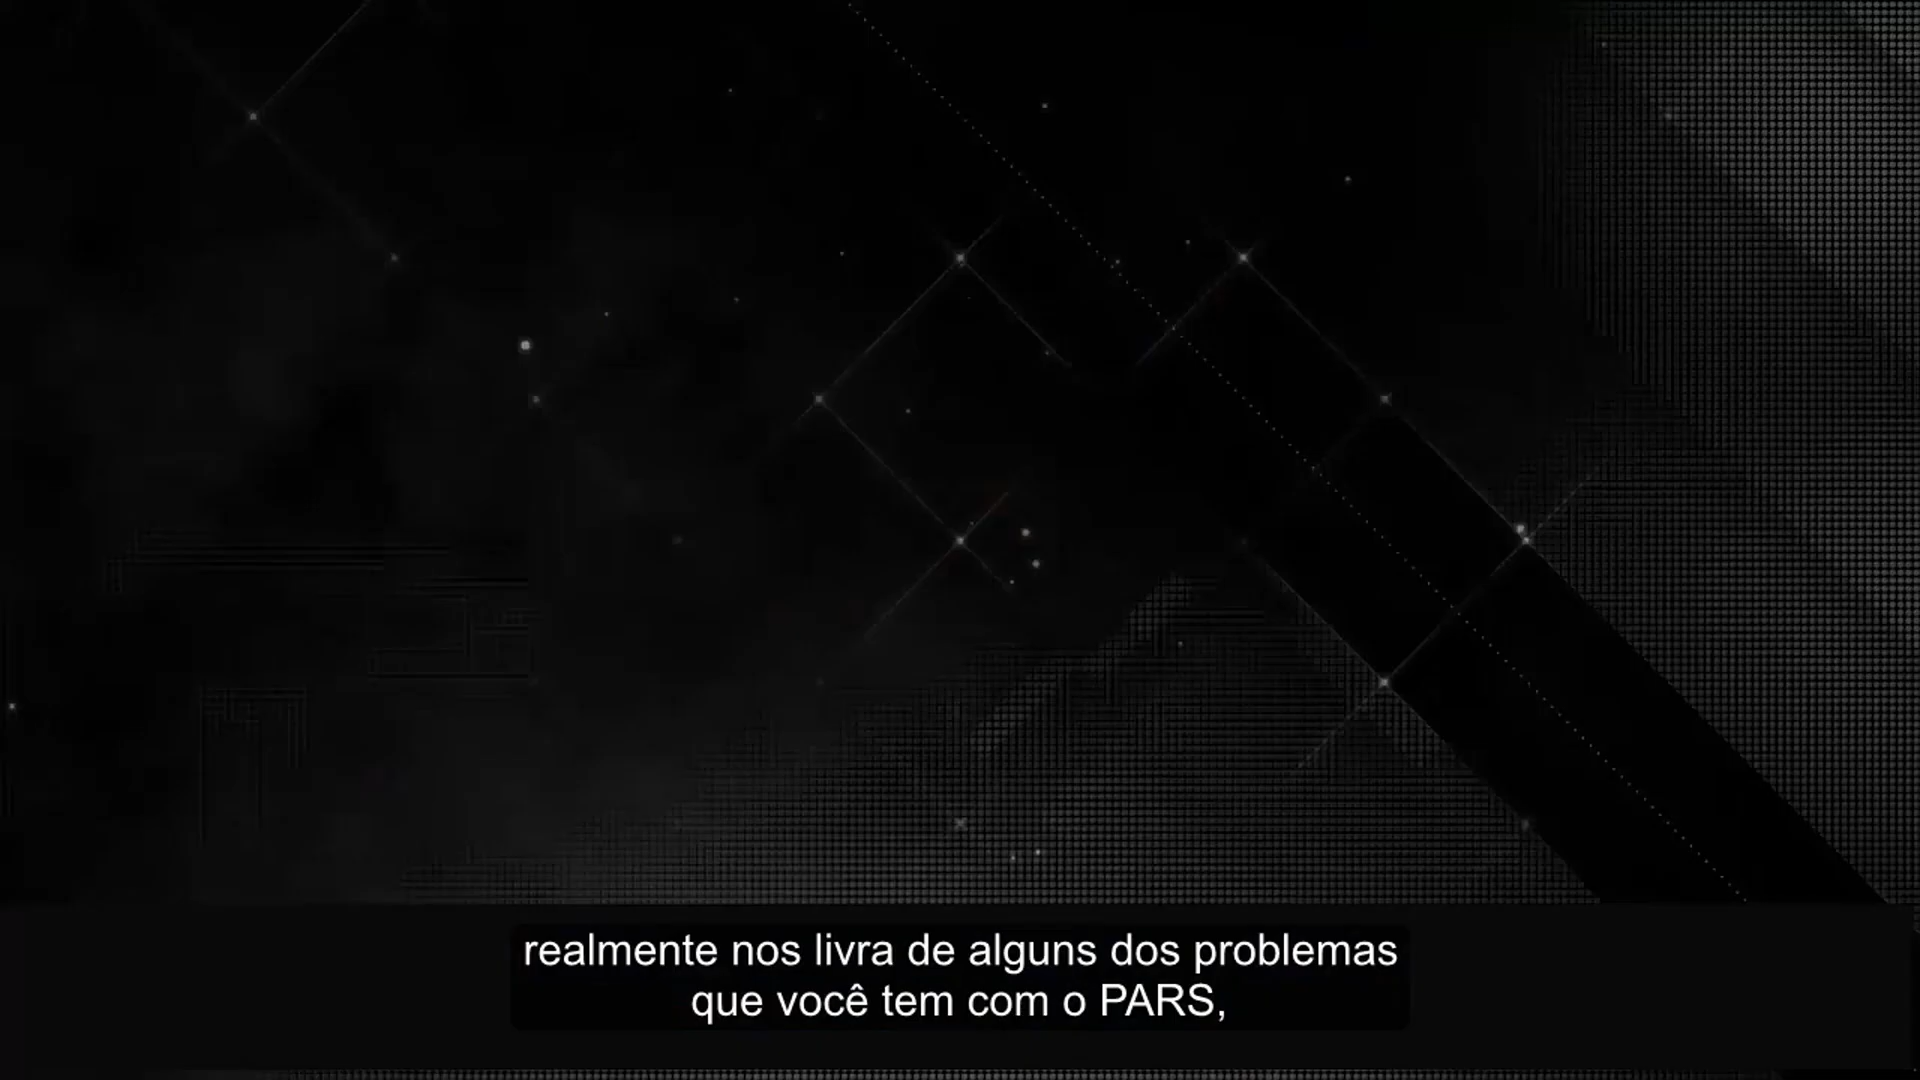 realmente nos livra de alguns dos problemas
que você tem com o PARS,